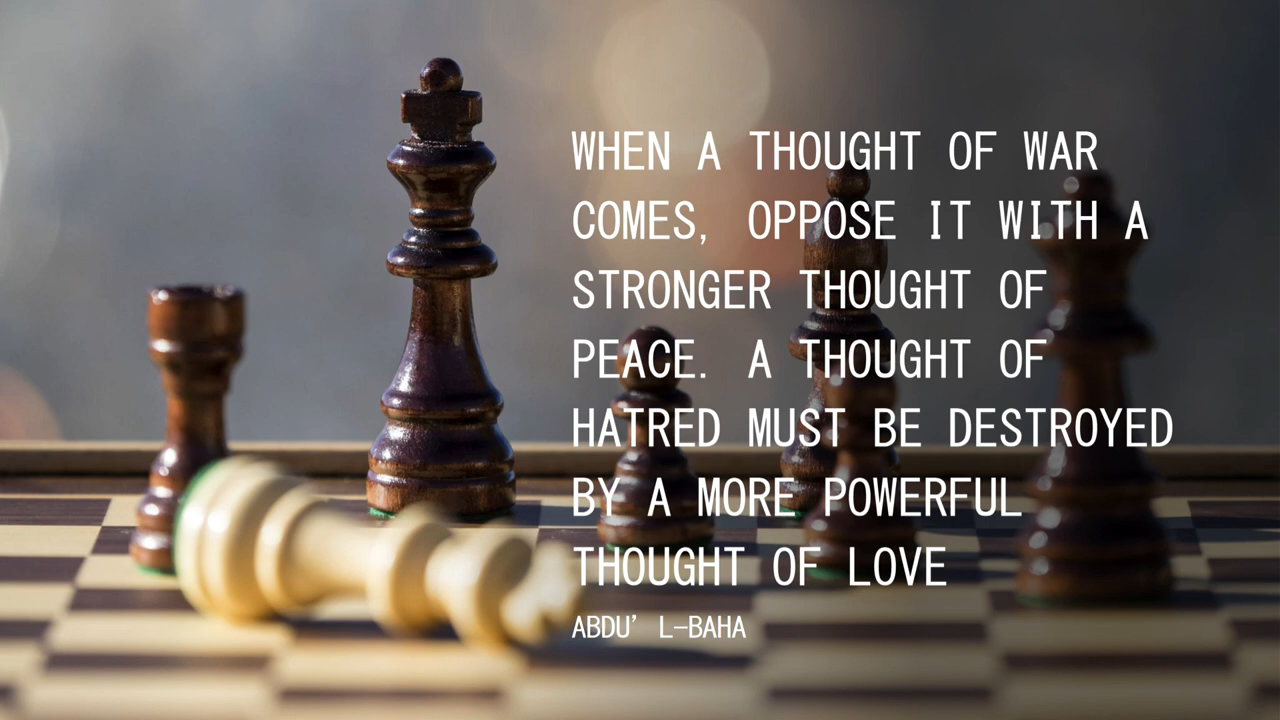 WHEN A THOUGHT OF WAR
COMES, OPPOSE IT WITH A
STRONGER THOUGHT OF
PEACE. A THOUGHT OF
HATRED MUST BE DESTROYED
BY A MORE POWERFUL
THOUGHT OF LOVE
ABDU' L-BAHA